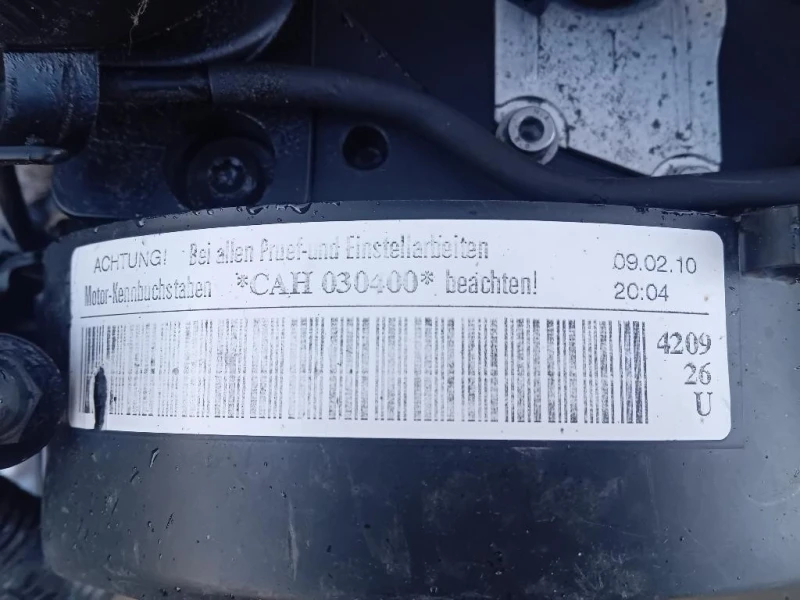 ACHTUNG! Bei allen Pruef-und Einstellarbeiten
Motor-Kennbuchstaben *CAH 030400* beachten!
09.02.10
20:04
4209
26
U